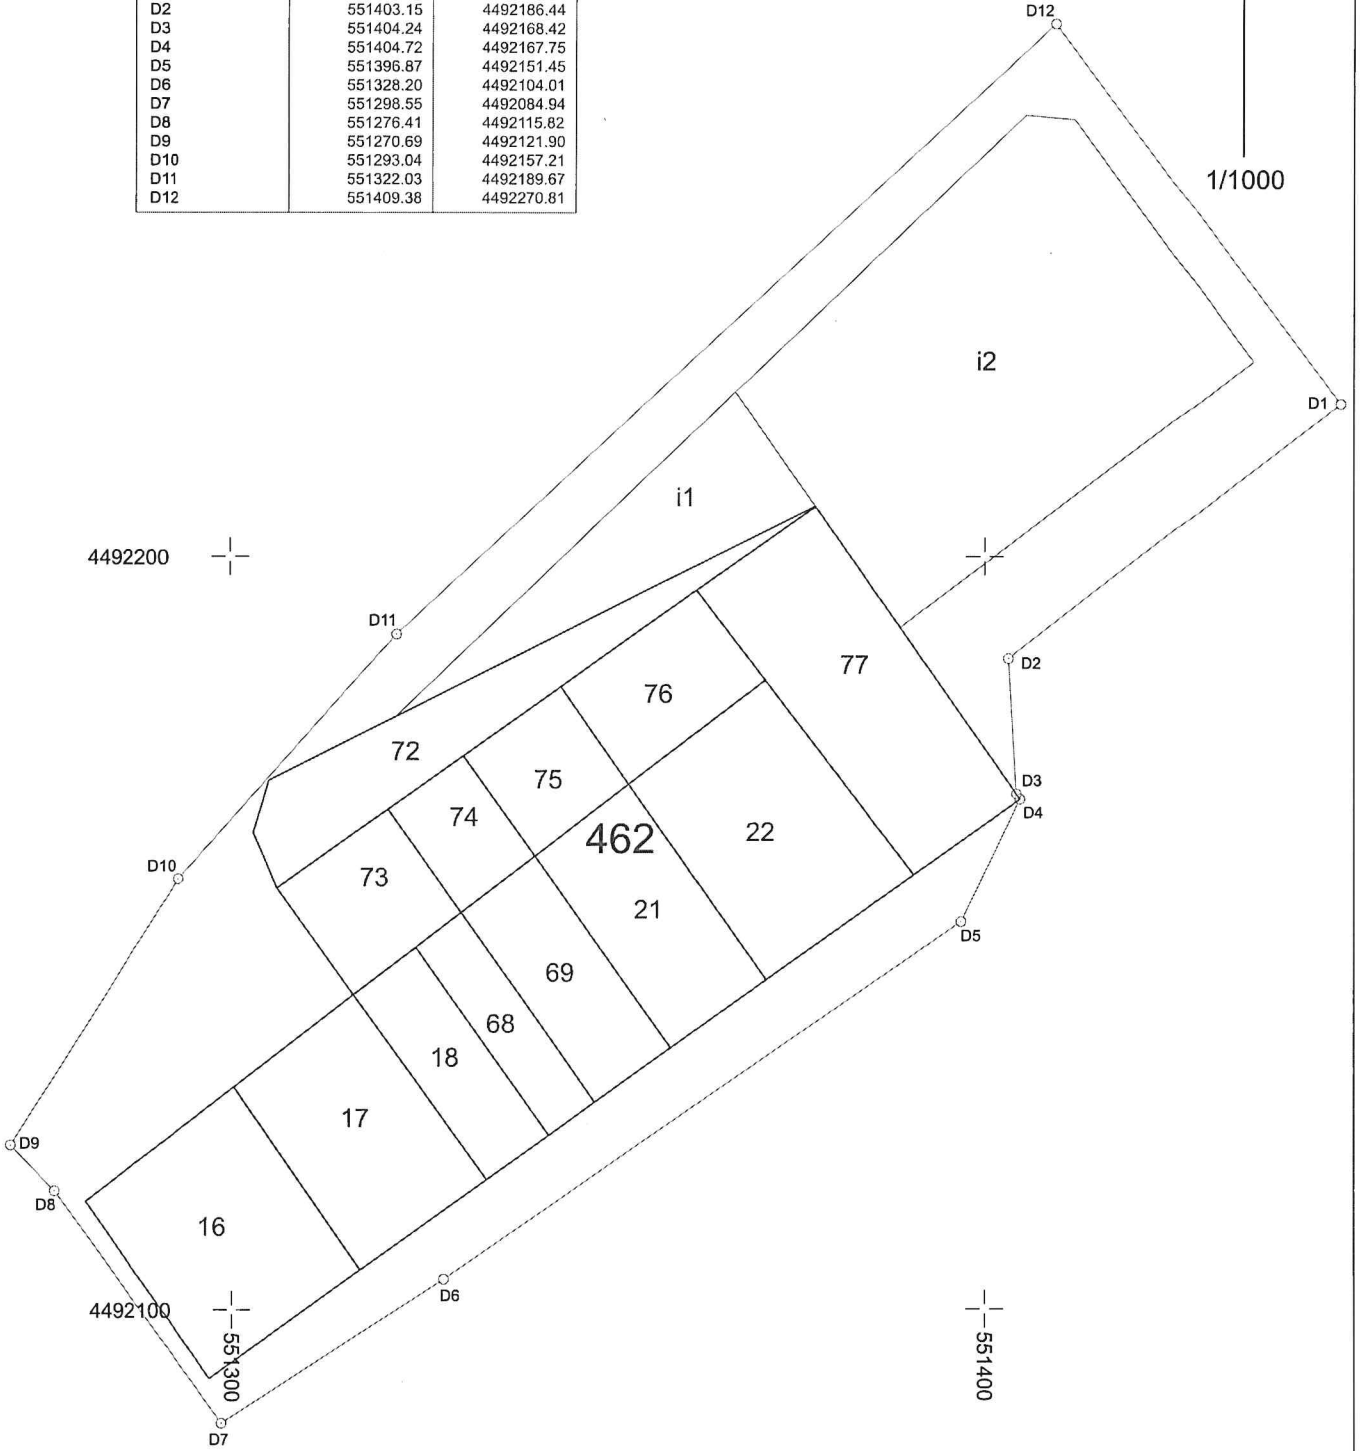 D2 551403.15 4492186.44
D3 551404.24 4492168.42
D4 551404.72 4492167.75
D5 551396.87 4492151.45
D6 551328.20 4492104.01
D7 551298.55 4492084.94
D8 551276.41 4492115.82
D9 551270.69 4492121.90
D10 551293.04 4492157.21
D11 551322.03 4492189.67
D12 551409.38 4492270.81
D12
1/1000
i2
D1
i1
4492200
D11
D2
77
76
72
75
D3
D4
74
462
22
D10
73
21
D5
69
68
18
17
D9
D8
16
D6
4492100
551300
551400
D7